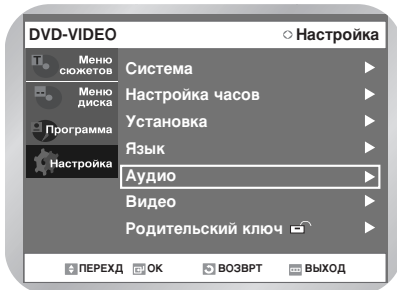 DVD-VIDEO Настройка
Меню сюжетов
Меню диска
Программа
Настройка
Система
Настройка часов
Установка
Язык
Аудио
Видео
Родительский ключ
ПЕРЕХД ОК ВОЗВРТ ВЫХОД